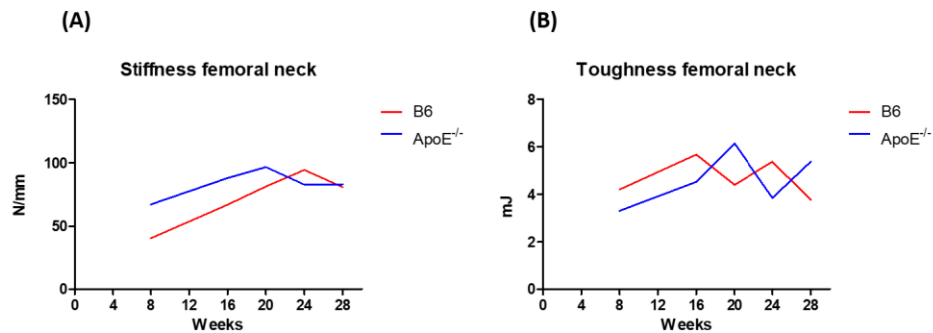 (A)
Stiffness femoral neck
150
100
50
0
N/mm
0 4 8 12 16 20 24 28
Weeks
B6
ApoE-/-
(B)
Toughness femoral neck
8
6
4
2
0
mJ
0 4 8 12 16 20 24 28
Weeks
B6
ApoE-/-